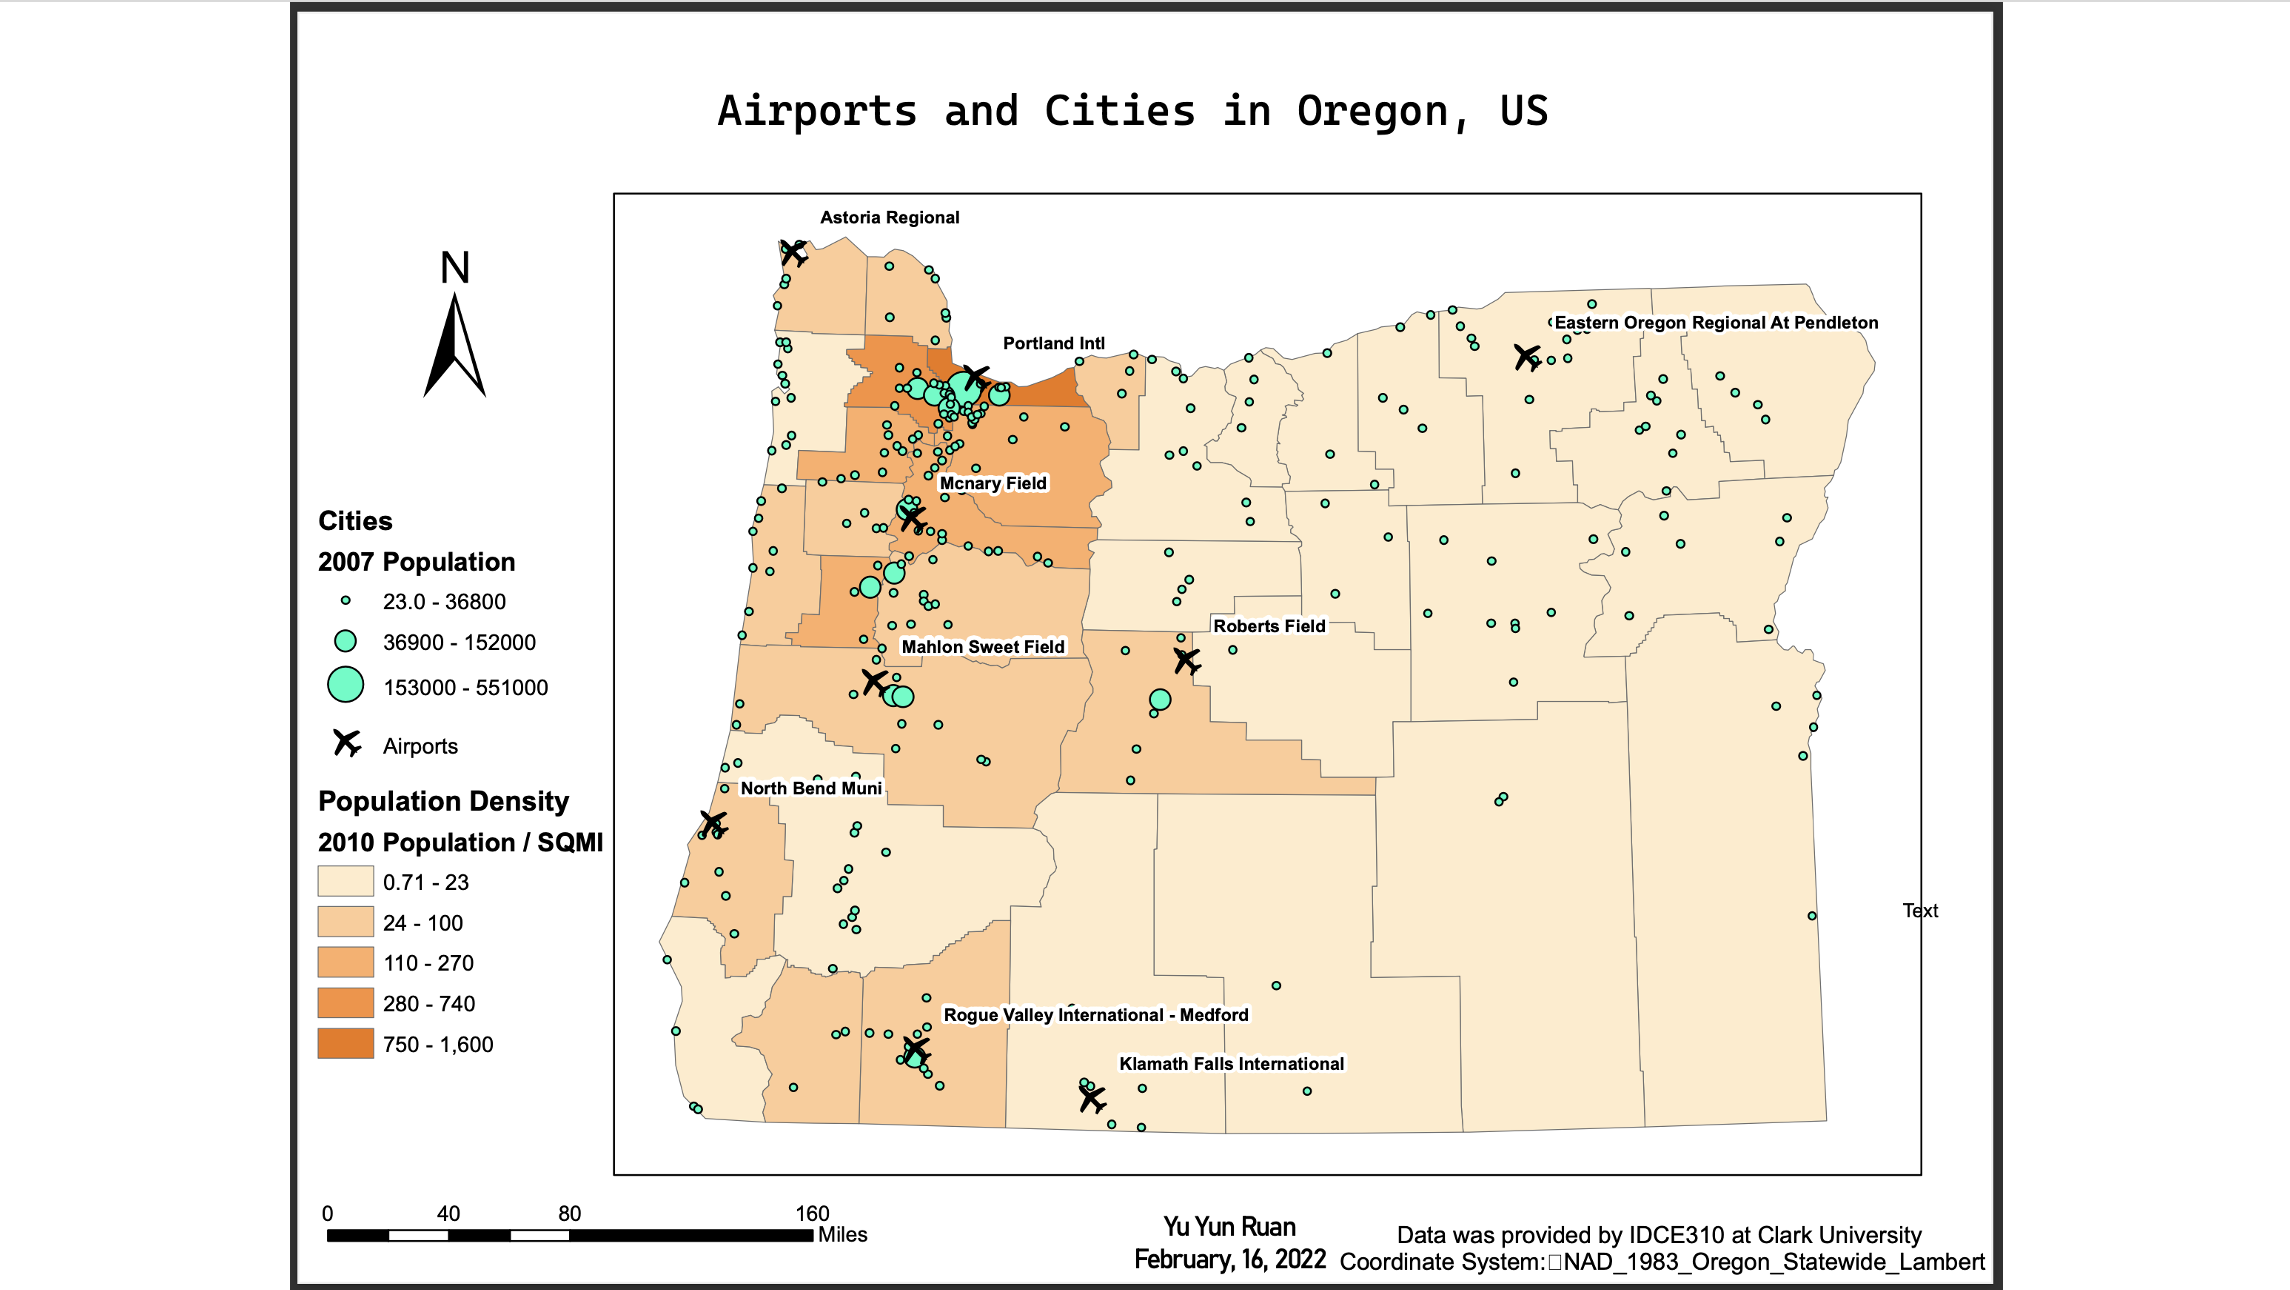 Airports and Cities in Oregon, US
N
Astoria Regional
Portland Intl
Eastern Oregon Regional At Pendleton
Mcnary Field
Roberts Field
Mahlon Sweet Field
North Bend Muni
Rogue Valley International - Medford
Klamath Falls International
Text
Cities
2007 Population
23.0 - 36800
36900 - 152000
153000 - 551000
Airports
Population Density
2010 Population / SQMI
0.71 - 23
24 - 100
110 - 270
280 - 740
750 - 1,600
0 40 80 160
Miles
Yu Yun Ruan
February, 16, 2022
Data was provided by IDCE310 at Clark University
Coordinate System:□NAD_1983_Oregon_Statewide_Lambert